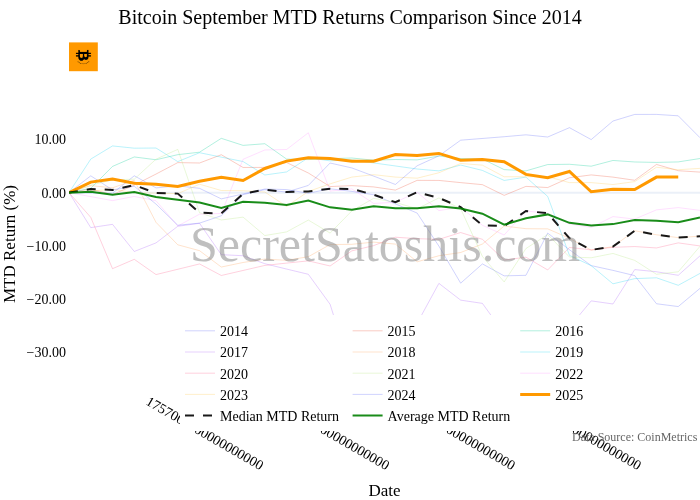 Bitcoin September MTD Returns Comparison Since 2014
10.00
0.00
−10.00
−20.00
−30.00
MTD Return (%)
SecretSatoshis.com
2014 2015 2016
2017 2018 2019
2020 2021 2022
2023 2024 2025
Median MTD Return Average MTD Return
Data Source: CoinMetrics
Date